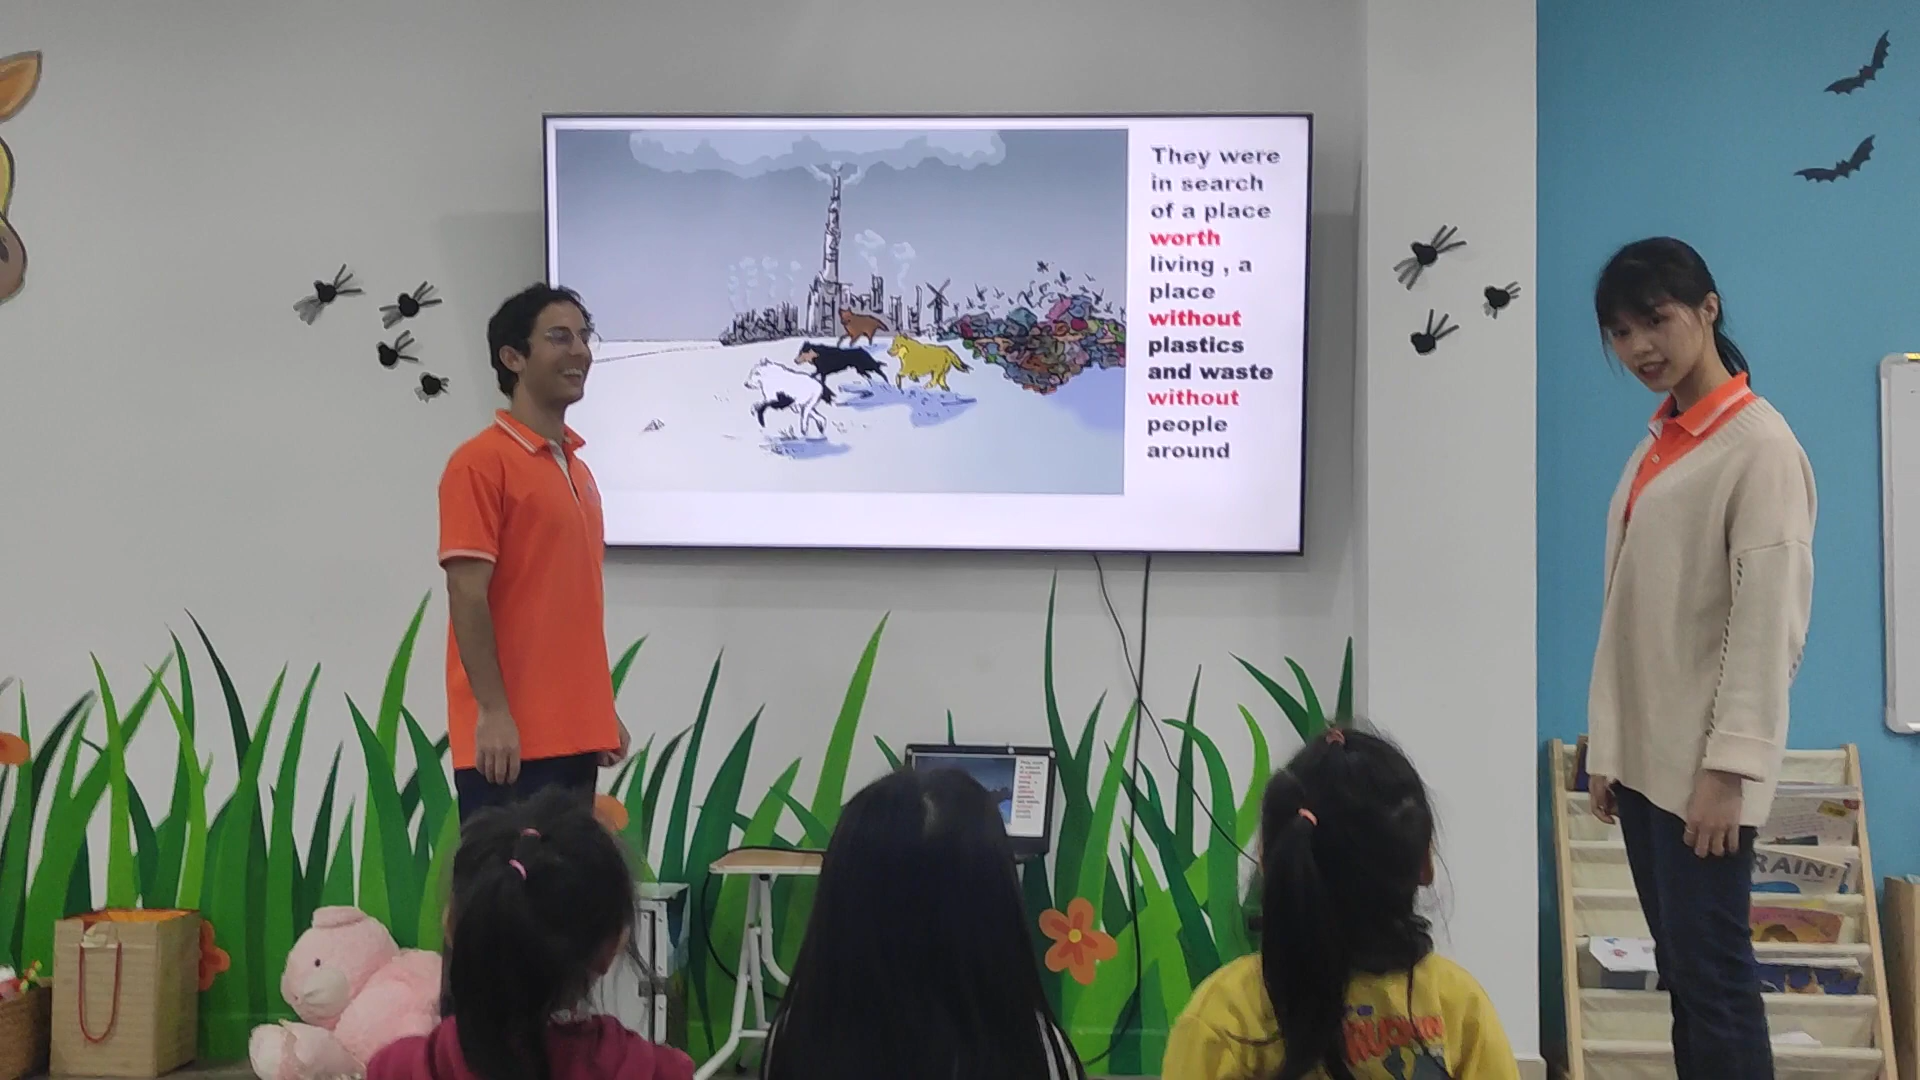 They were
in search
of a place
worth
living , a
place
without
plastics
and waste
without
people
around
RAIN!